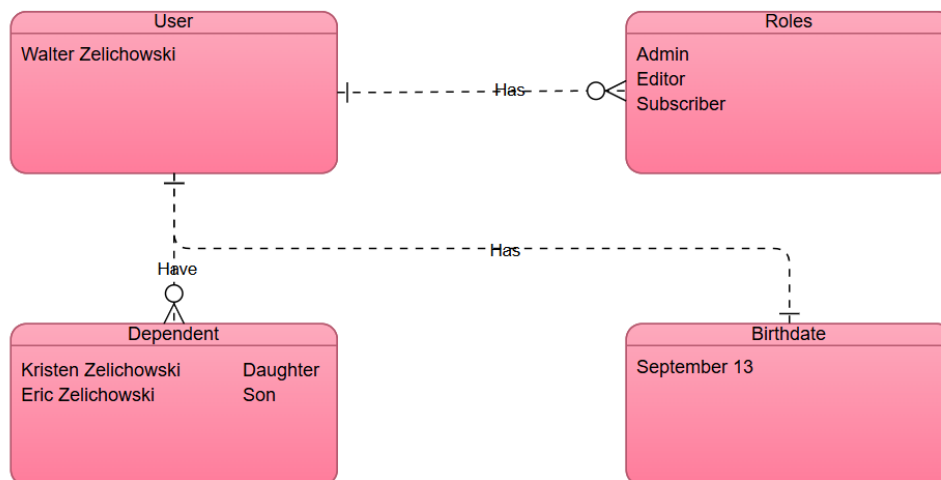 User
Walter Zelichowski
Roles
Admin
Editor
Subscriber
Has
Has
Have
Dependent
Kristen Zelichowski Daughter
Eric Zelichowski Son
Birthdate
September 13